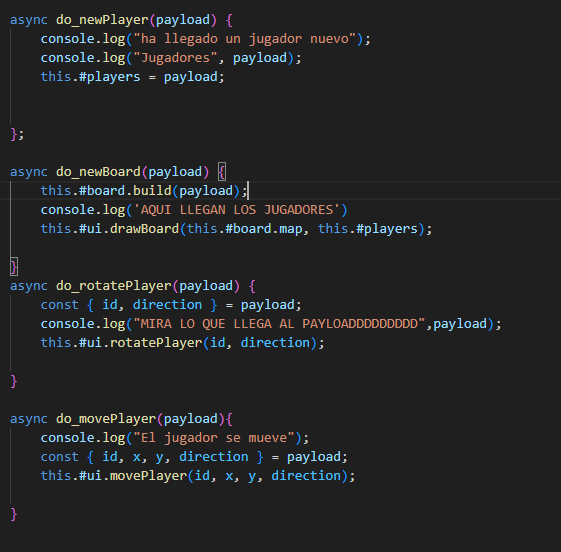 async do_newPlayer(payload) {
console.log("ha llegado un jugador nuevo");
console.log("Jugadores", payload);
this.#players = payload;
};
async do_newBoard(payload) {
this.#board.build(payload);
console.log('AQUI LLEGAN LOS JUGADORES')
this.#ui.drawBoard(this.#board.map, this.#players);
}
async do_rotatePlayer(payload) {
const { id, direction } = payload;
console.log("MIRA LO QUE LLEGA AL PAYLOADDDDDDDDD",payload);
this.#ui.rotatePlayer(id, direction);
}
async do_movePlayer(payload){
console.log("El jugador se mueve");
const { id, x, y, direction } = payload;
this.#ui.movePlayer(id, x, y, direction);
}